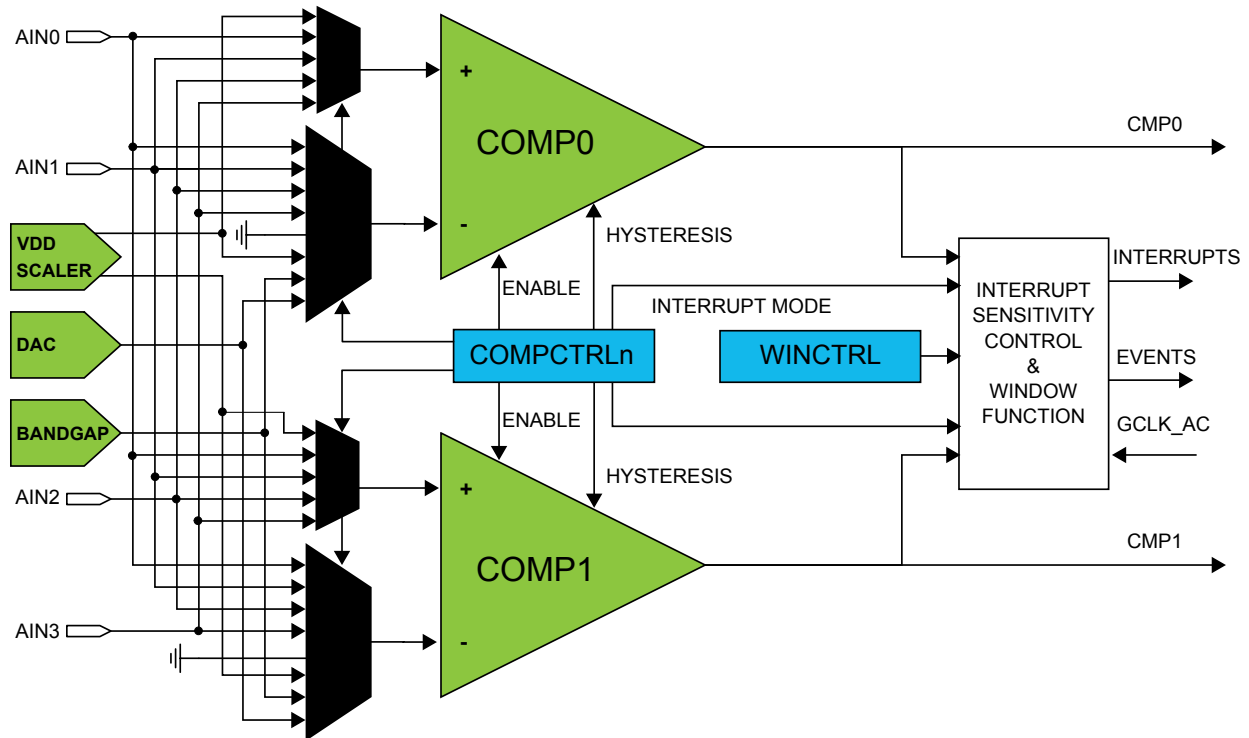 AIN0
+
COMP0
-
CMP0
AIN1
VDD
SCALER
HYSTERESIS
ENABLE
INTERRUPT MODE
INTERRUPTS
INTERRUPT
SENSITIVITY
CONTROL
&
WINDOW
FUNCTION
DAC
COMPCTRLn
WINCTRL
EVENTS
BANDGAP
ENABLE
GCLK_AC
HYSTERESIS
AIN2
+
COMP1
-
CMP1
AIN3